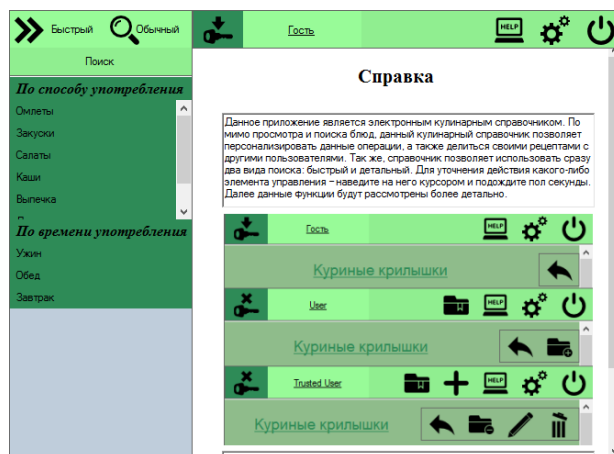 Быстрый Обычный Гость HELP
Поиск
Справка
По способу употребления
Омлеты
Закуски
Салаты
Каши
Выпечка
По времени употребления
Ужин
Обед
Завтрак
Данное приложение является электронным кулинарным справочником. По
мимо просмотра и поиска блюд, данный кулинарный справочник позволяет
персонализировать данные операции, а также делиться своими рецептами с
другими пользователями. Так же, справочник позволяет использовать сразу
два вида поиска: быстрый и детальный. Для уточнения действия какого-либо
элемента управления – наведите на него курсором и подождите пол секунды.
Далее данные функции будут рассмотрены более детально.
Гость HELP
Куриные крилышки
User HELP
Куриные крилышки
Trusted User HELP
Куриные крилышки